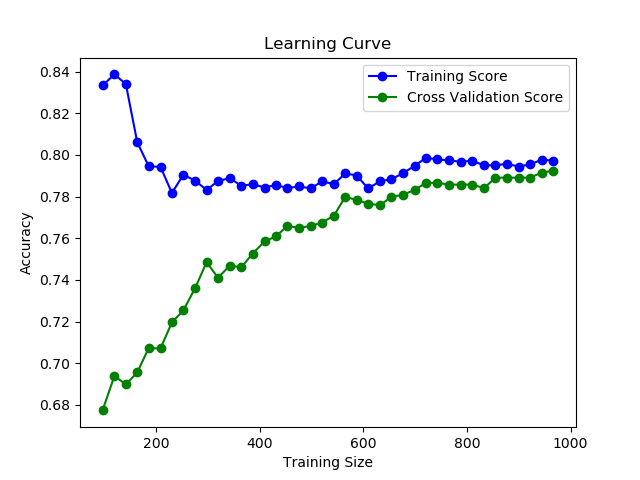 Learning Curve
Training Score
Cross Validation Score
0.84
0.82
0.80
0.78
0.76
0.74
0.72
0.70
0.68
Accuracy
200
400
600
800
1000
Training Size